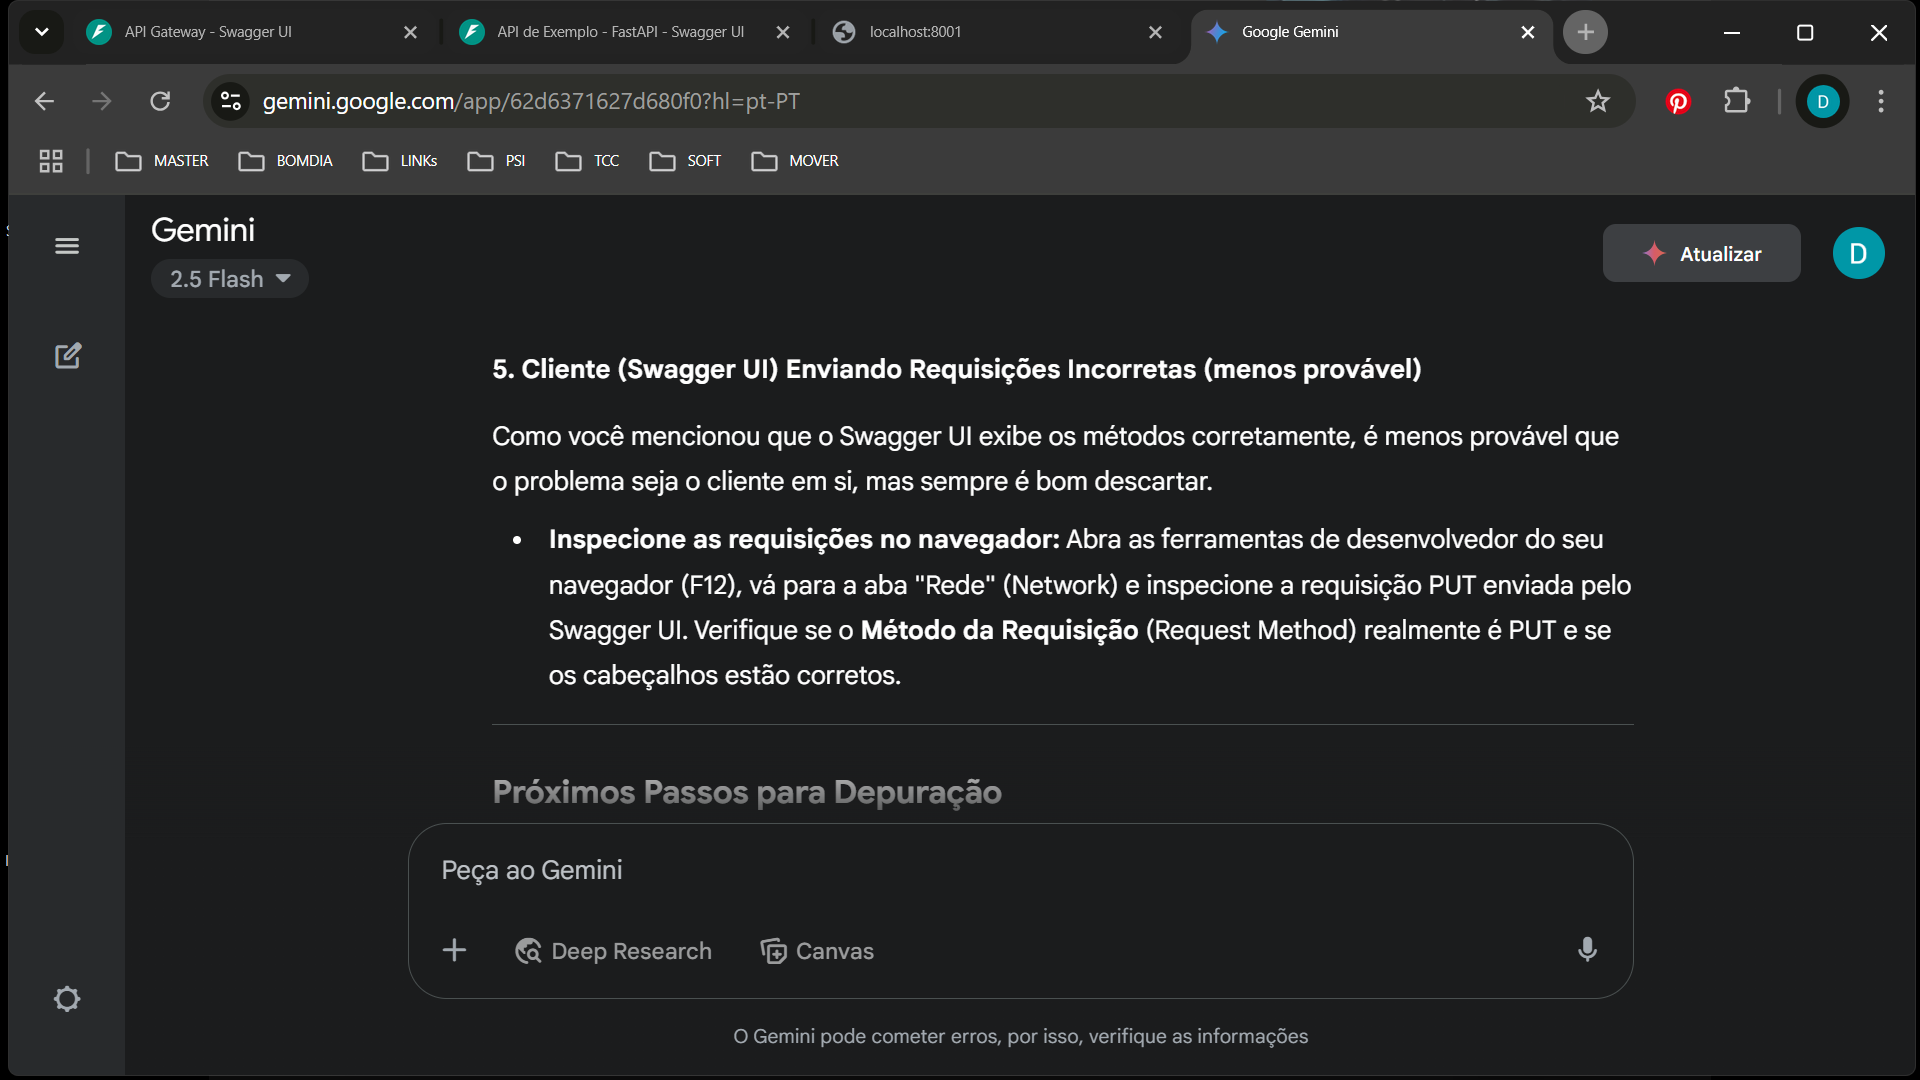 API Gateway - Swagger UI
API de Exemplo - FastAPI - Swagger UI
localhost:8001
Google Gemini
gemini.google.com/app/62d6371627d680f0?hl=pt-PT
D
MASTER
BOMDIA
LINKs
PSI
TCC
SOFT
MOVER
Gemini
2.5 Flash
Atualizar
D
5. Cliente (Swagger UI) Enviando Requisições Incorretas (menos provável)
Como você mencionou que o Swagger UI exibe os métodos corretamente, é menos provável que
o problema seja o cliente em si, mas sempre é bom descartar.
• Inspecione as requisições no navegador: Abra as ferramentas de desenvolvedor do seu
navegador (F12), vá para a aba "Rede" (Network) e inspecione a requisição PUT enviada pelo
Swagger UI. Verifique se o Método da Requisição (Request Method) realmente é PUT e se
os cabeçalhos estão corretos.
Próximos Passos para Depuração
Peça ao Gemini
Deep Research
Canvas
O Gemini pode cometer erros, por isso, verifique as informações